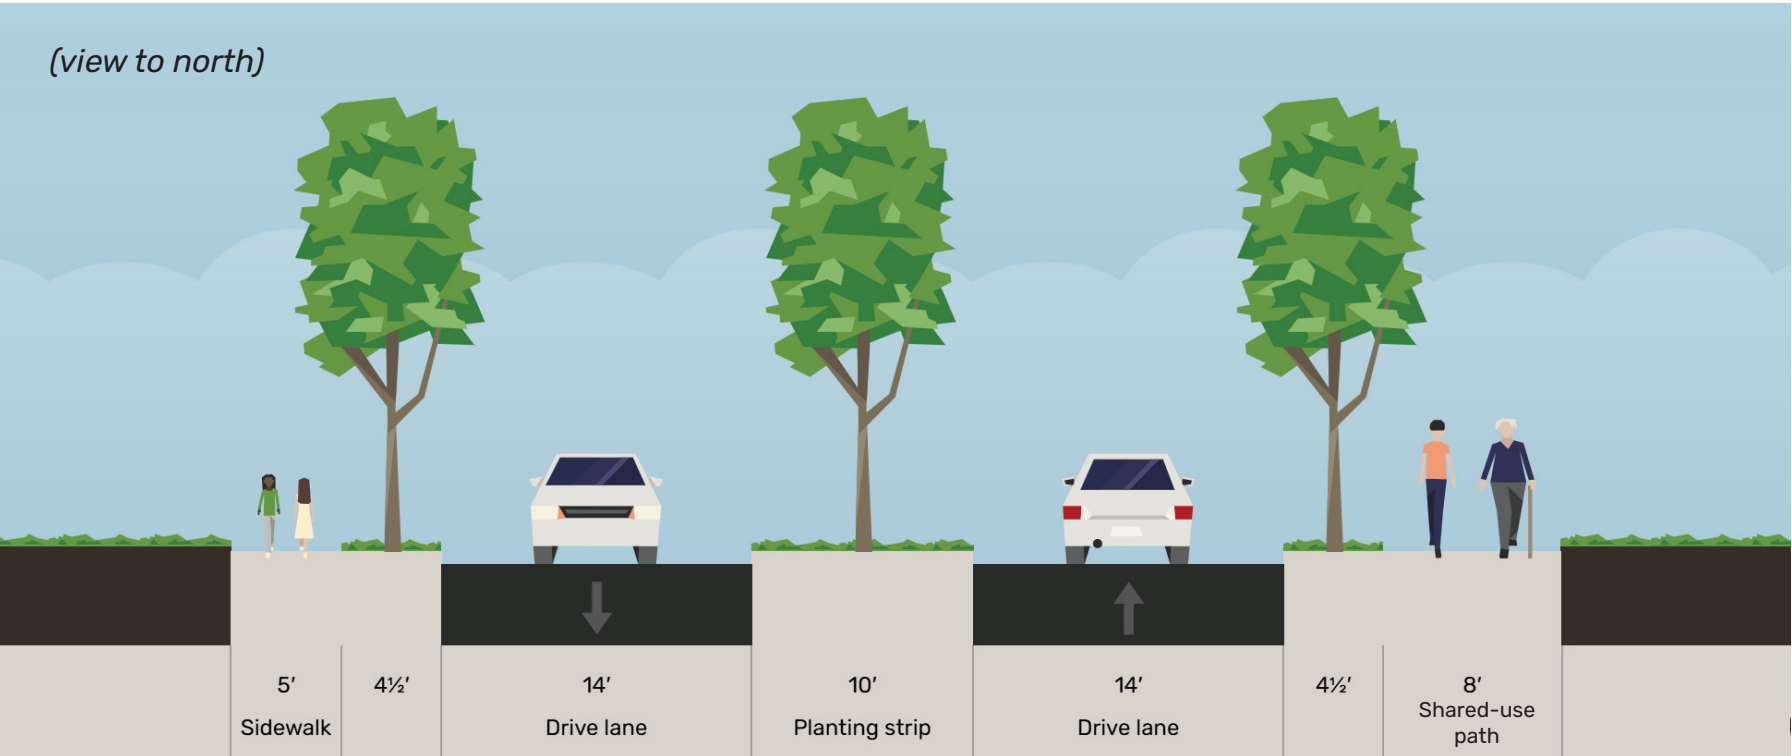 (view to north)
5′ 4½′ 14′ 10′ 14′ 4½′ 8′
Sidewalk Drive lane Planting strip Drive lane Shared-use
path